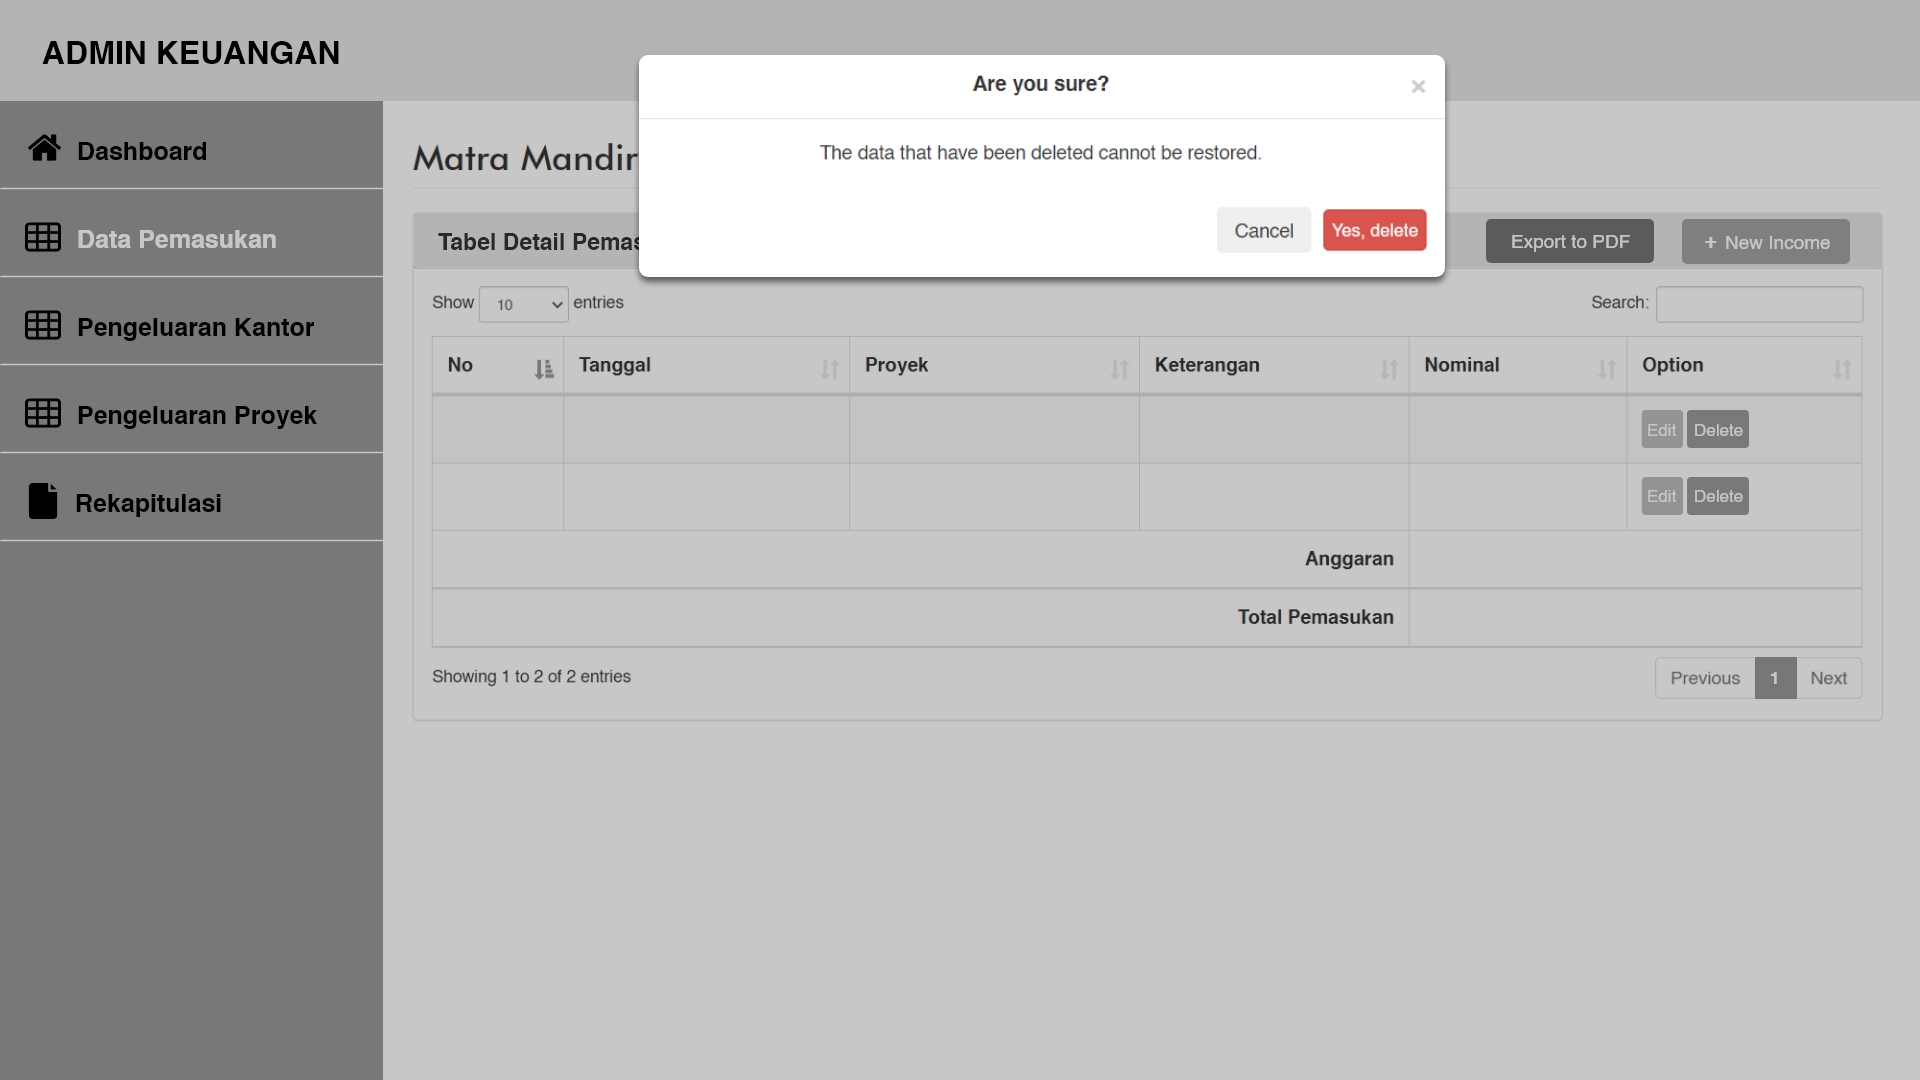 ADMIN KEUANGAN
Are you sure?
×
The data that have been deleted cannot be restored.
Cancel
Yes, delete
Dashboard
Data Pemasukan
Pengeluaran Kantor
Pengeluaran Proyek
Rekapitulasi
Matra Mandir
Tabel Detail Pemas
Export to PDF
+ New Income
Show 10 entries
Search:
No Tanggal Proyek Keterangan Nominal Option
Edit Delete
Edit Delete
Anggaran
Total Pemasukan
Showing 1 to 2 of 2 entries
Previous 1 Next